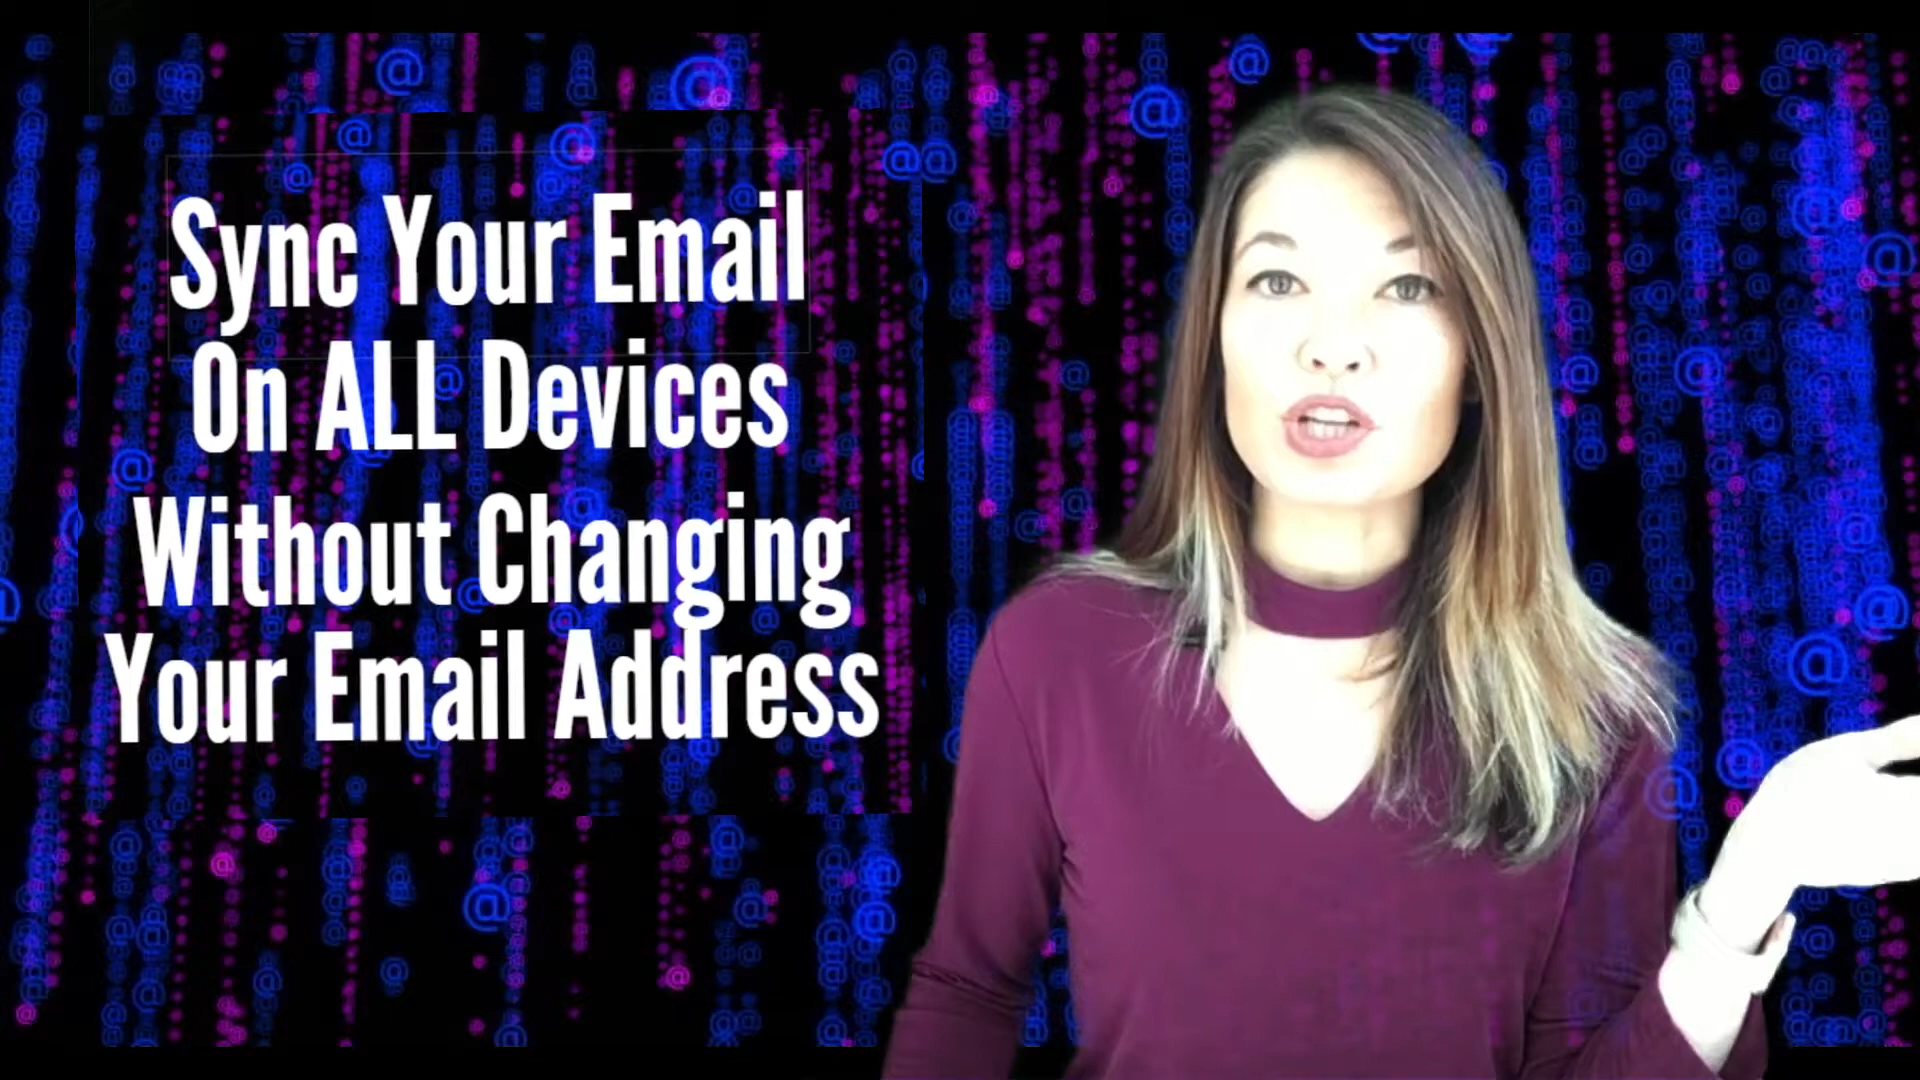 Sync Your Email
On ALL Devices
Without Changing
Your Email Address